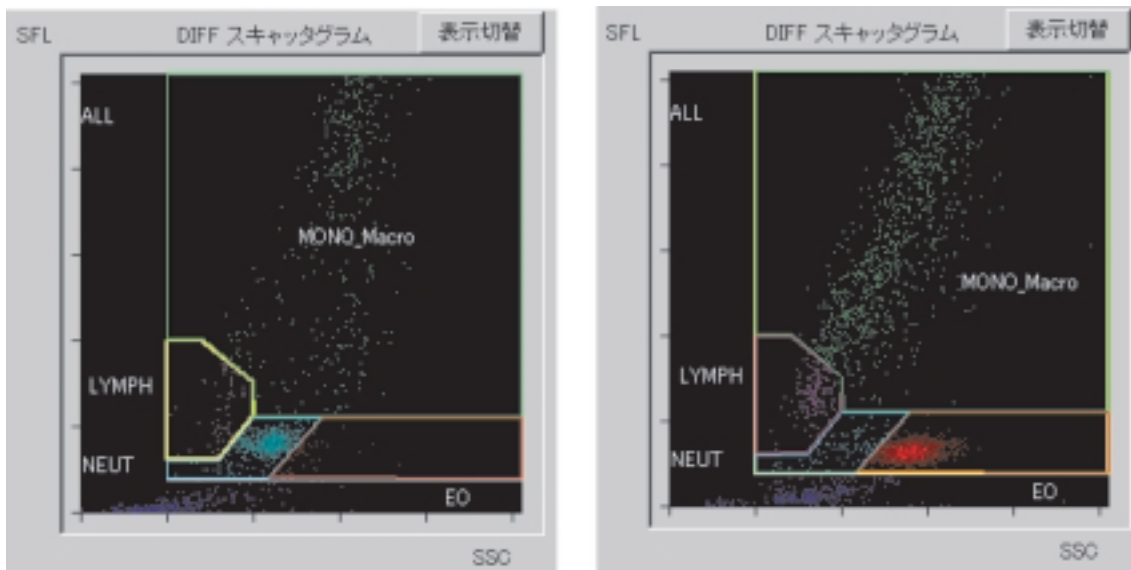 SFL DIFF スキャッタグラム 表示切替
ALL
MONO_Macro
LYMPH
NEUT
EO
SSC
SFL DIFF スキャッタグラム 表示切替
ALL
MONO_Macro
LYMPH
NEUT
EO
SSC